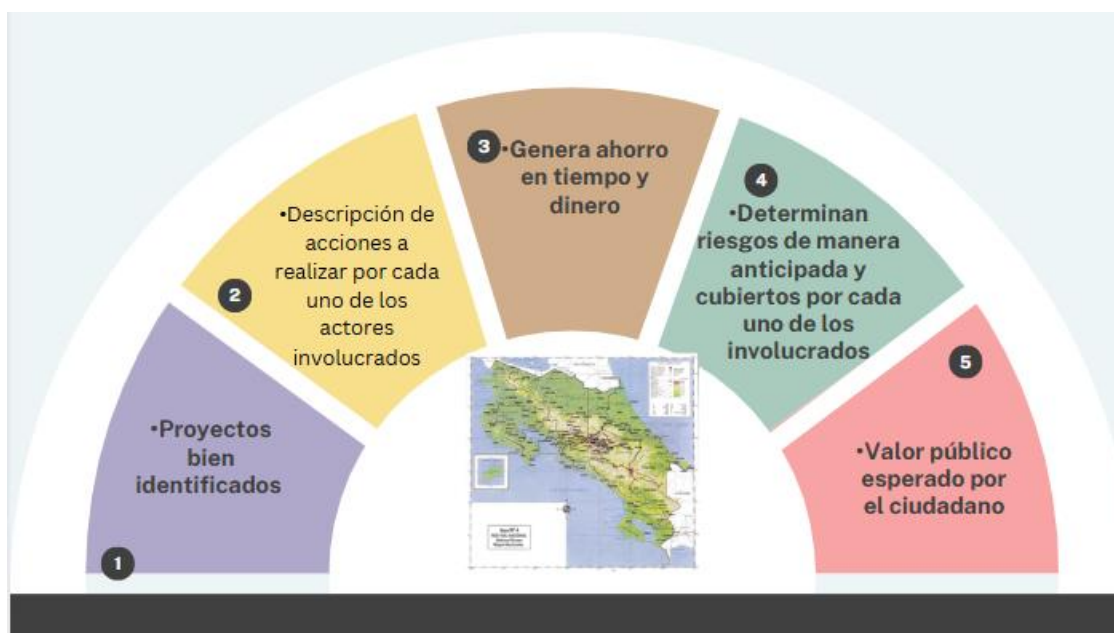 1
•Proyectos
bien
identificados
2
•Descripción de
acciones a
realizar por cada
uno de los
actores
involucrados
3
•Genera ahorro
en tiempo y
dinero
4
•Determinan
riesgos de manera
anticipada y
cubiertos por cada
uno de los
involucrados
5
•Valor público
esperado por
el ciudadano